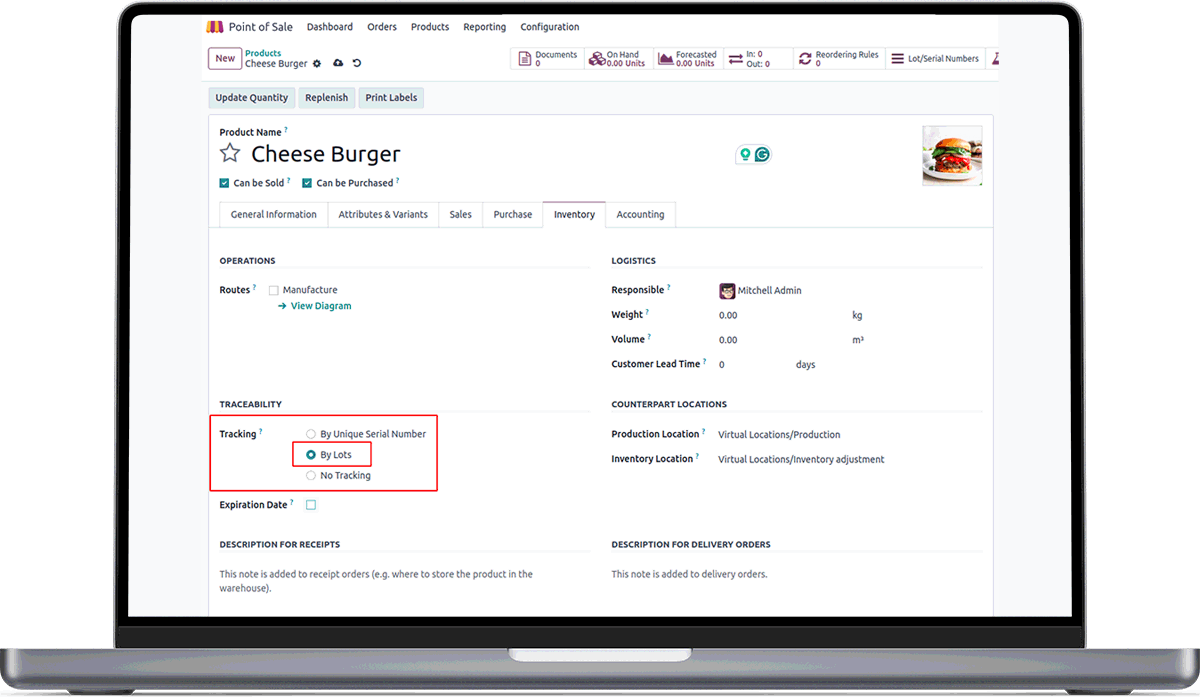 Point of Sale Dashboard Orders Products Reporting Configuration
New Products Cheese Burger
Documents 0 On Hand 0.00 Units Forecasted 0.00 Units In: 0 Out: 0 Reordering Rules 0 Lot/Serial Numbers
Update Quantity Replenish Print Labels
Product Name ?
Cheese Burger
Can be Sold ? Can be Purchased ?
General Information Attributes & Variants Sales Purchase Inventory Accounting
OPERATIONS
Routes ? Manufacture
View Diagram
LOGISTICS
Responsible ? Mitchell Admin
Weight ? 0.00 kg
Volume ? 0.00 m³
Customer Lead Time ? 0 days
TRACEABILITY
Tracking ? By Unique Serial Number
By Lots
No Tracking
Expiration Date ?
COUNTERPART LOCATIONS
Production Location ? Virtual Locations/Production
Inventory Location ? Virtual Locations/Inventory adjustment
DESCRIPTION FOR RECEIPTS
This note is added to receipt orders (e.g. where to store the product in the
warehouse).
DESCRIPTION FOR DELIVERY ORDERS
This note is added to delivery orders.